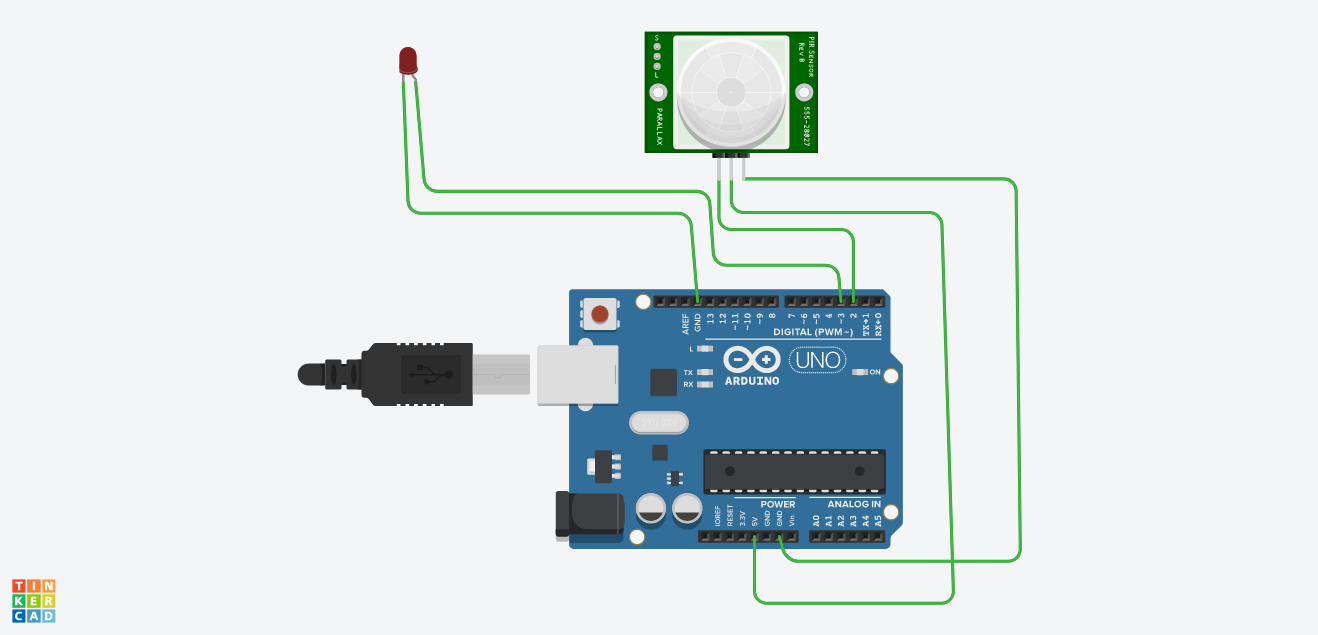 S
L
PARALLAX
PIR SENSOR
REV B
555-28027
AREF
GND
13
12
~11
~10
~9
8
7
~6
~5
4
~3
2
TX→1
RX←0
DIGITAL (PWM~)
L
TX
RX
ARDUINO
UNO
ON
POWER
ANALOG IN
IOREF
RESET
3.3V
5V
GND
GND
Vin
A0
A1
A2
A3
A4
A5
TIN
KER
CAD